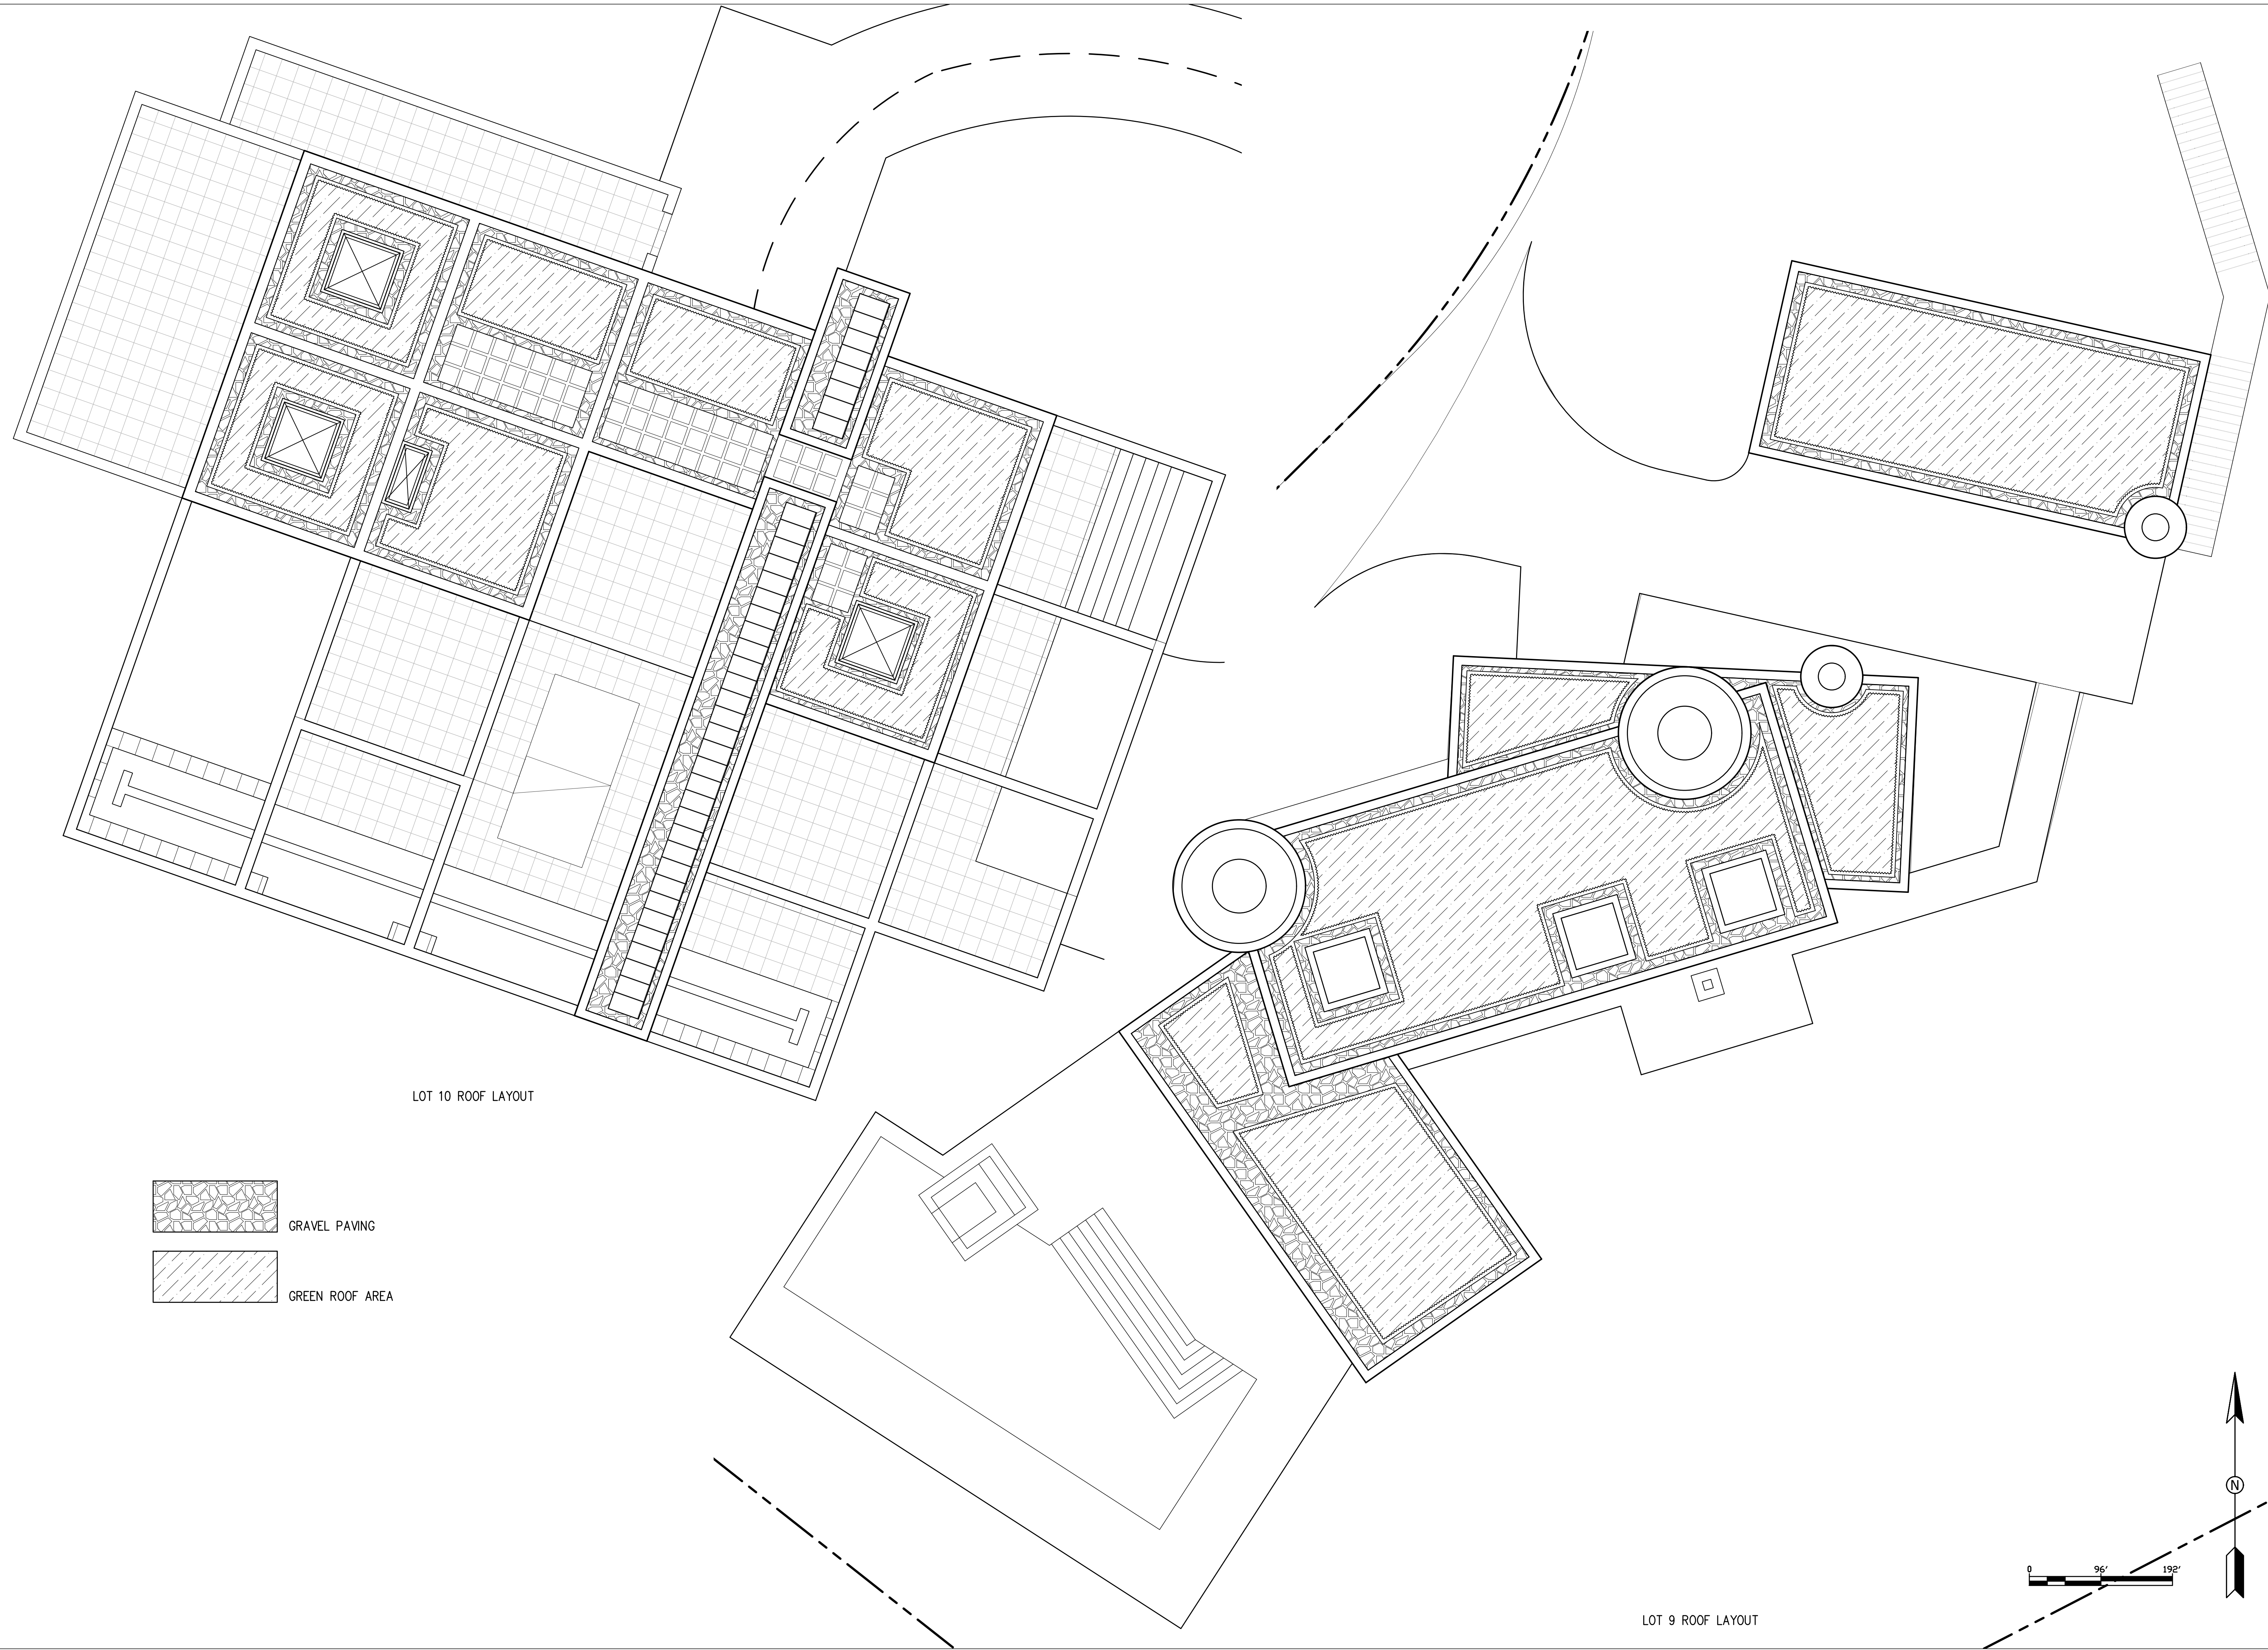 LOT 10 ROOF LAYOUT
GRAVEL PAVING
GREEN ROOF AREA
N
0 96' 192'
LOT 9 ROOF LAYOUT